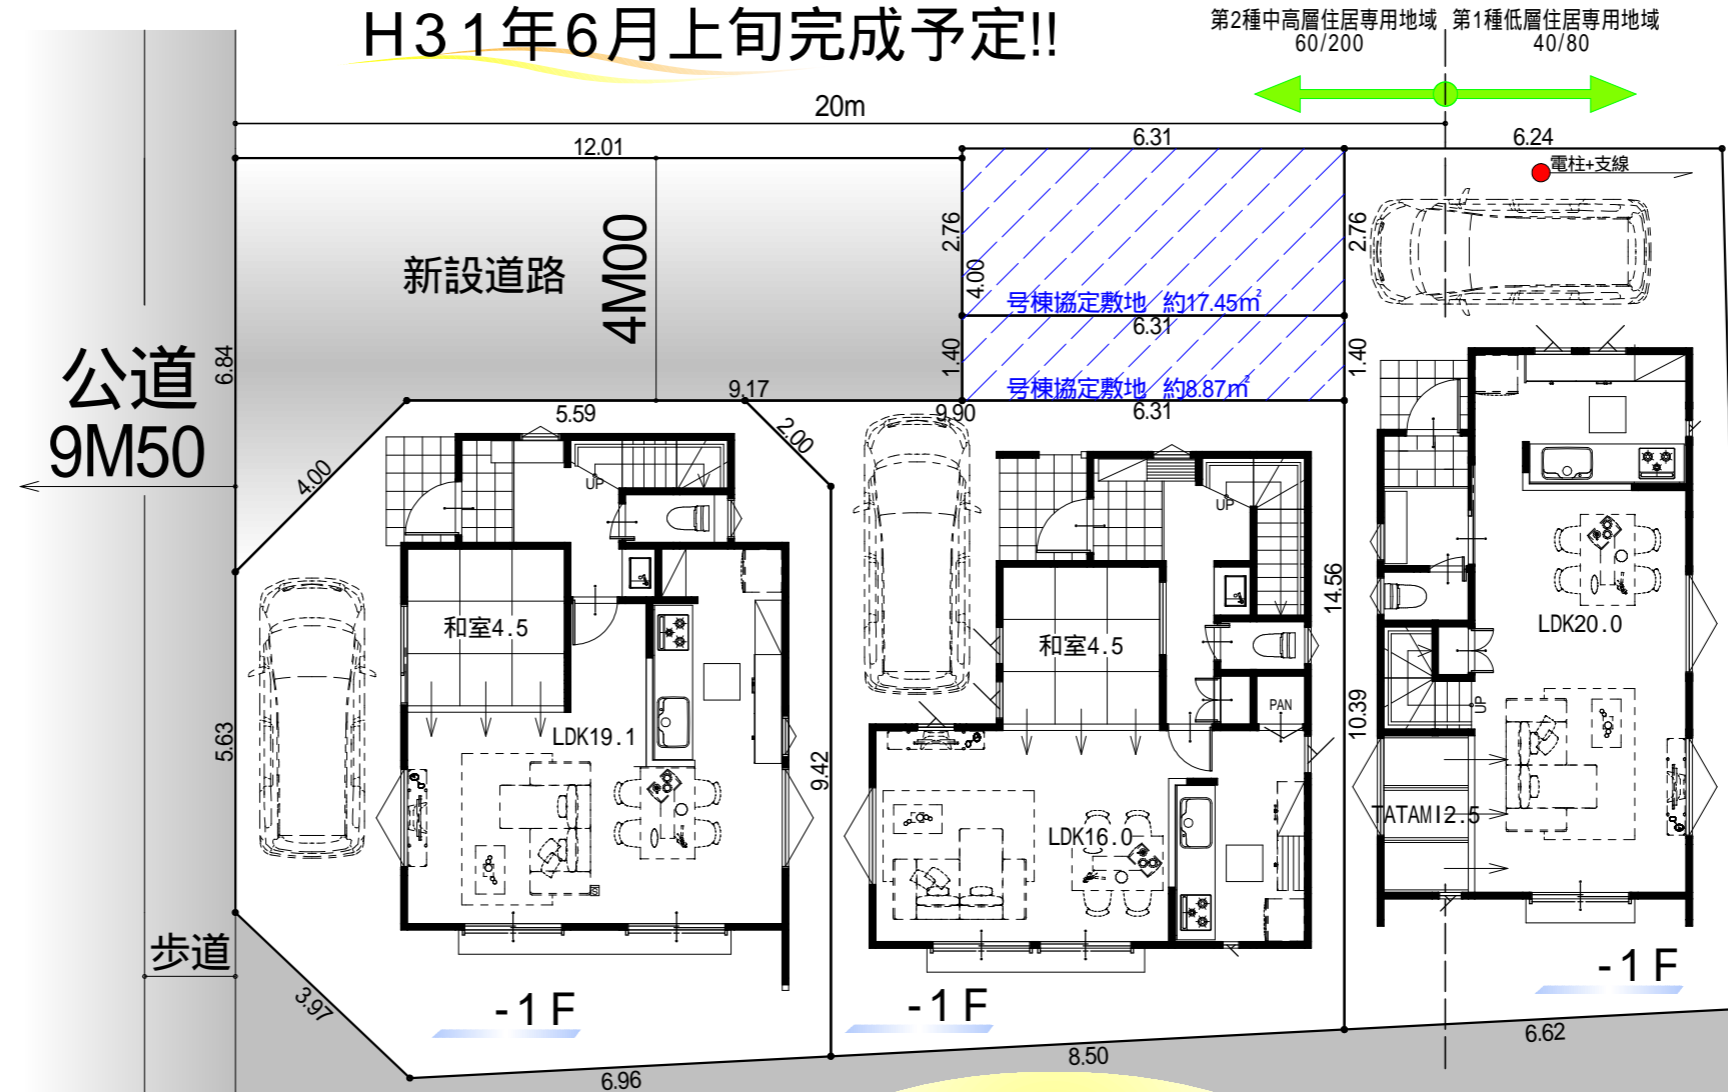 H31年6月上旬完成予定!!
第2種中高層住居専用地域
60/200
第1種低層住居専用地域
40/80
20m
12.01
6.31
6.24
電柱+支線
新設道路
4M00
2.76
4.00
2.76
号棟協定敷地 約17.45㎡
6.31
1.40
1.40
号棟協定敷地 約8.87㎡
6.31
公道
9M50
6.84
9.17
5.59
9.90
2.00
4.00
UP
UP
和室4.5
和室4.5
14.56
LDK20.0
PAN
UP
10.39
5.63
LDK19.1
9.42
LDK16.0
TATAMI2.5
歩道
3.97
-1F
-1F
-1F
6.96
8.50
6.62